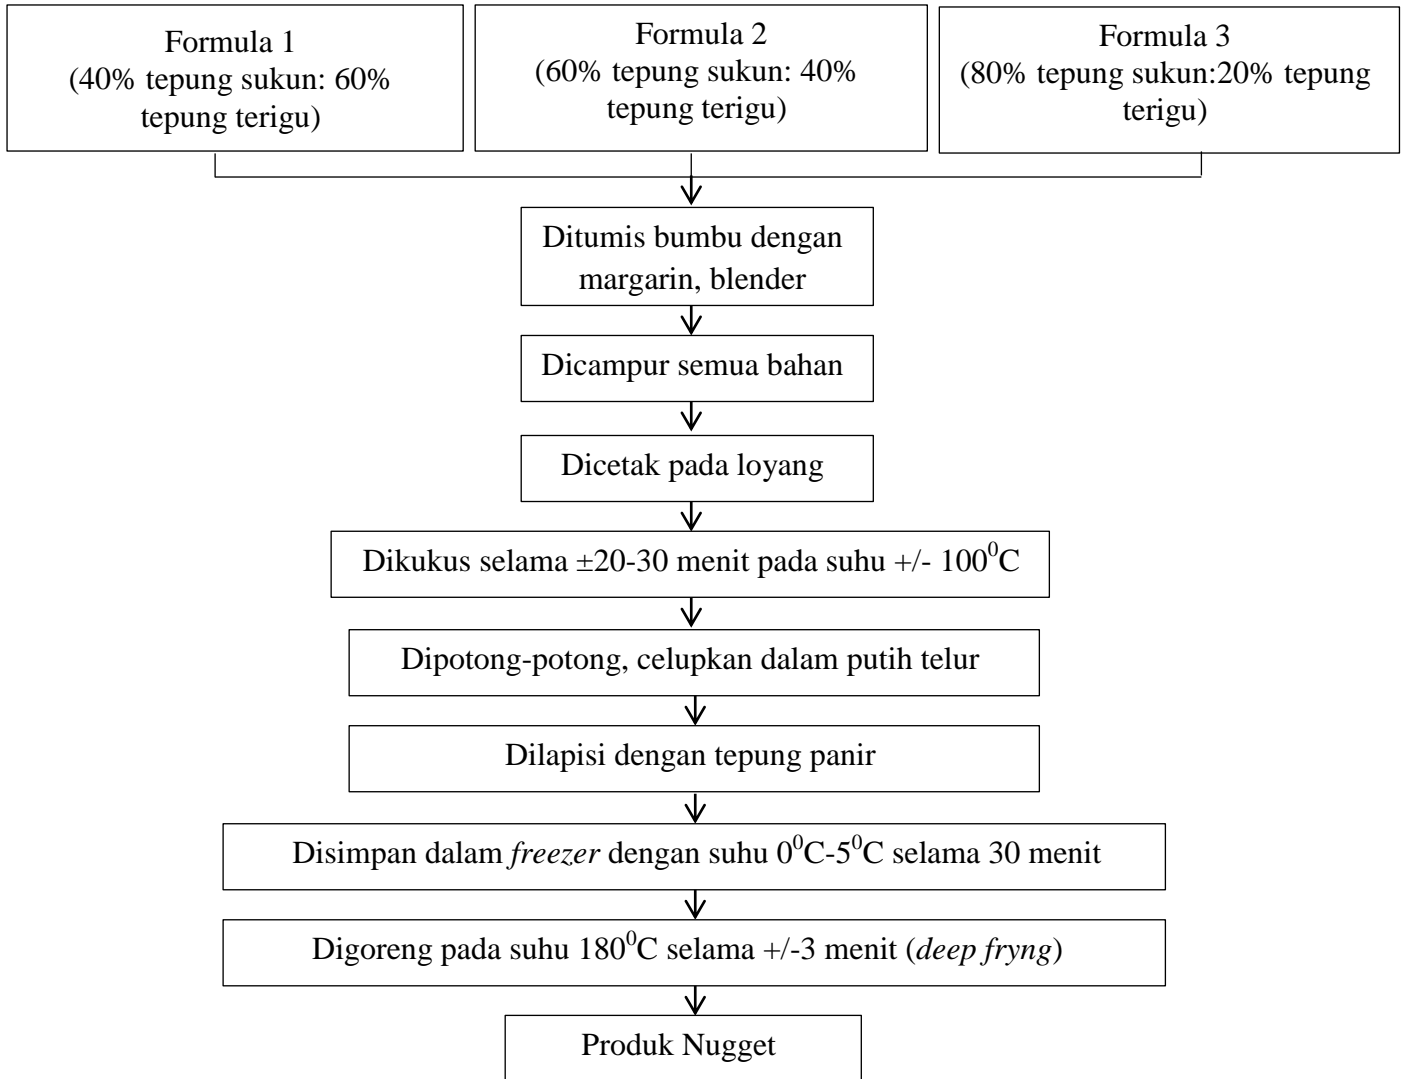 Formula 1
(40% tepung sukun: 60%
tepung terigu)
Formula 2
(60% tepung sukun: 40%
tepung terigu)
Formula 3
(80% tepung sukun:20% tepung
terigu)
Ditumis bumbu dengan
margarin, blender
Dicampur semua bahan
Dicetak pada loyang
Dikukus selama ±20-30 menit pada suhu +/- 100⁰C
Dipotong-potong, celupkan dalam putih telur
Dilapisi dengan tepung panir
Disimpan dalam freezer dengan suhu 0⁰C-5⁰C selama 30 menit
Digoreng pada suhu 180⁰C selama +/-3 menit (deep fryng)
Produk Nugget